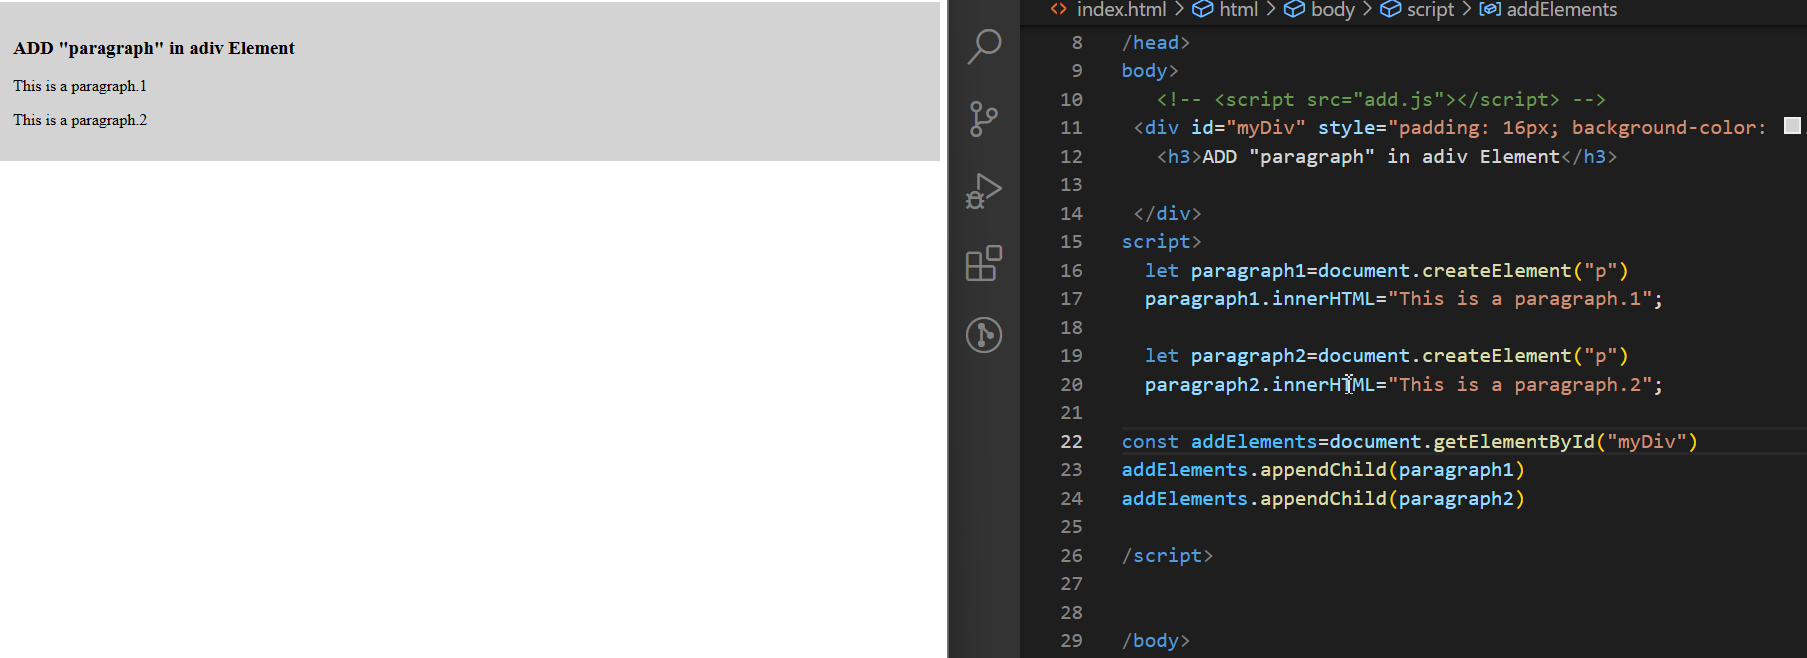 ADD "paragraph" in adiv Element
This is a paragraph.1
This is a paragraph.2
index.html > html > body > script > addElements
8 /head>
9 body>
10 <!-- <script src="add.js"></script> -->
11 <div id="myDiv" style="padding: 16px; background-color:
12 <h3>ADD "paragraph" in adiv Element</h3>
13
14 </div>
15 script>
16 let paragraph1=document.createElement("p")
17 paragraph1.innerHTML="This is a paragraph.1";
18
19 let paragraph2=document.createElement("p")
20 paragraph2.innerHTML="This is a paragraph.2";
21
22 const addElements=document.getElementById("myDiv")
23 addElements.appendChild(paragraph1)
24 addElements.appendChild(paragraph2)
25
26 /script>
27
28
29 /body>